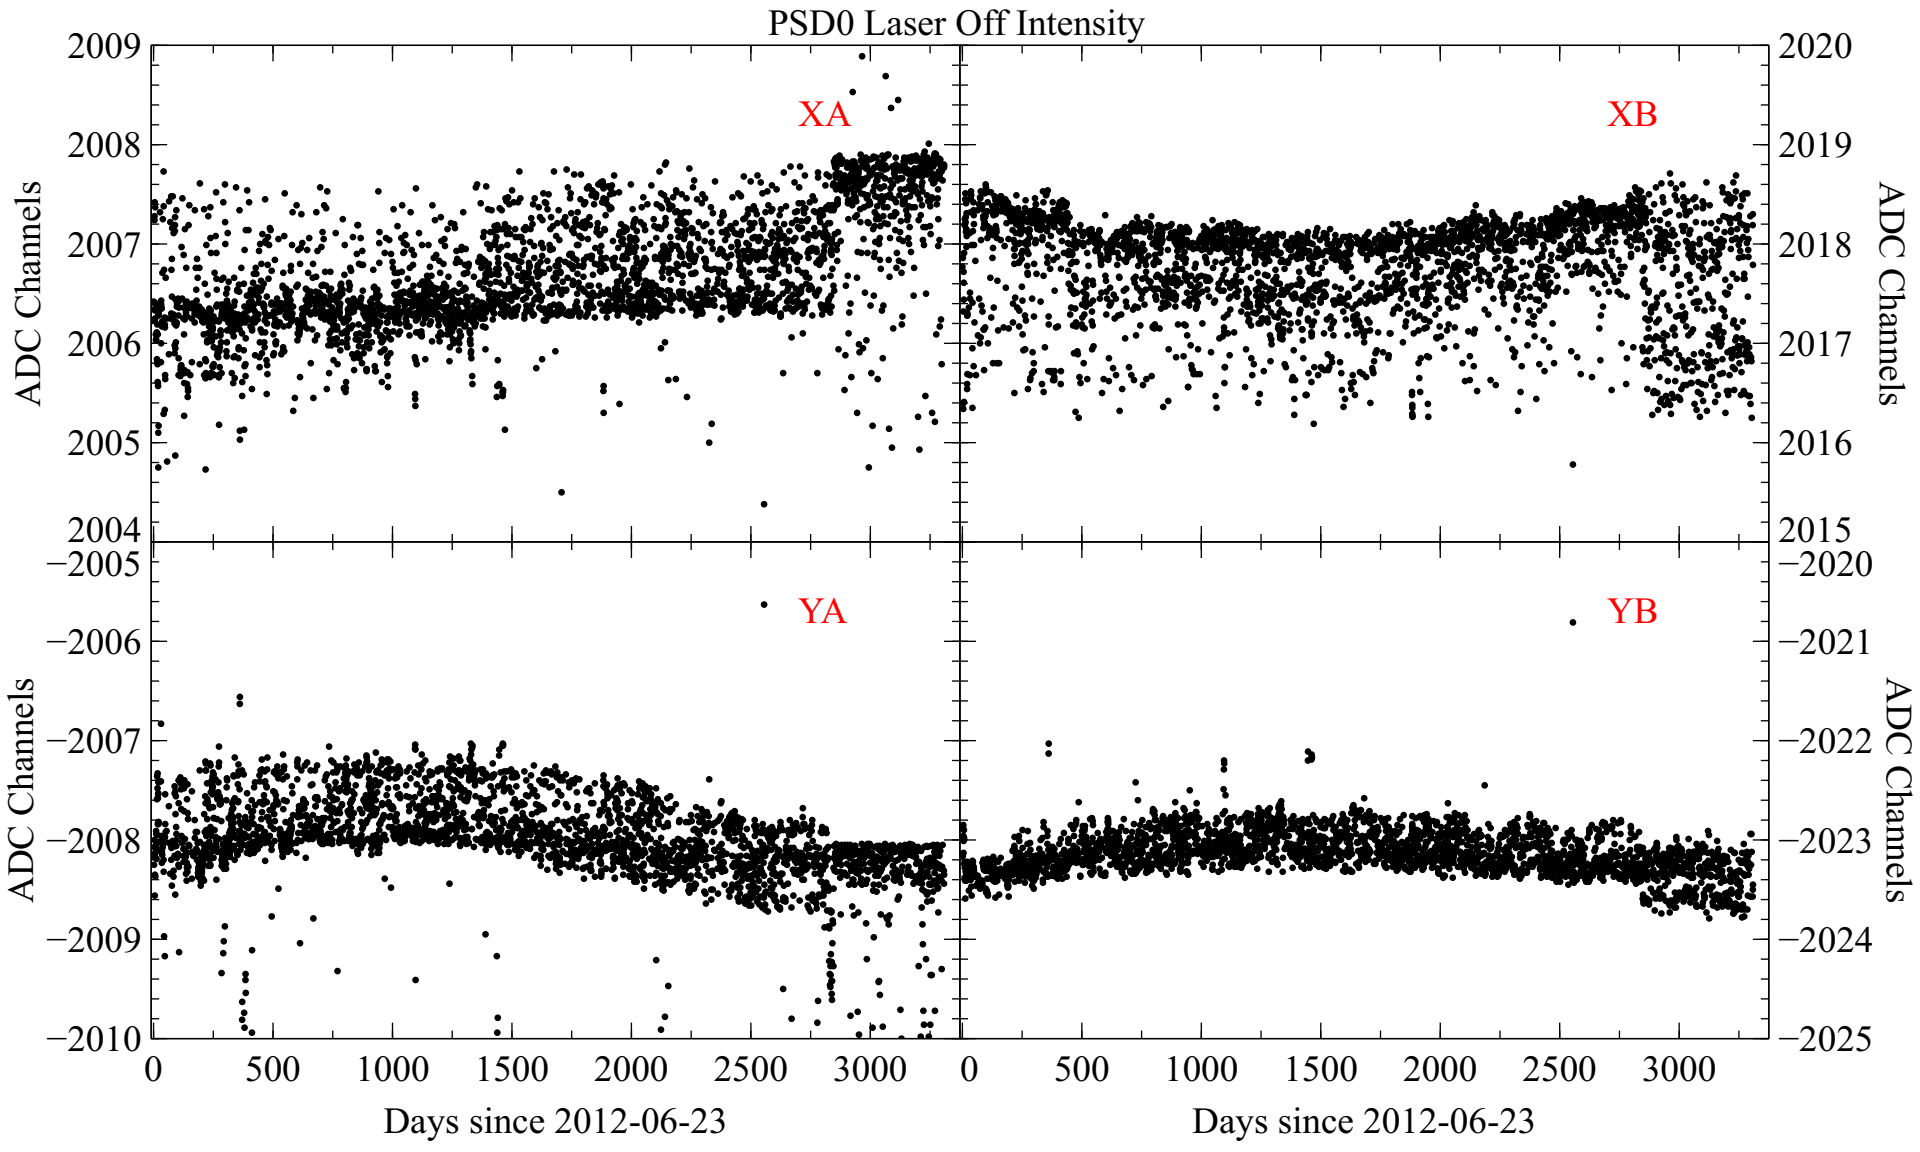 PSD0 Laser Off Intensity
2009
2008
2007
2006
2005
2004
ADC Channels
XA
2020
2019
2018
2017
2016
2015
ADC Channels
XB
−2005
−2006
−2007
−2008
−2009
−2010
ADC Channels
YA
−2020
−2021
−2022
−2023
−2024
−2025
ADC Channels
YB
0 500 1000 1500 2000 2500 3000
0 500 1000 1500 2000 2500 3000
Days since 2012-06-23
Days since 2012-06-23